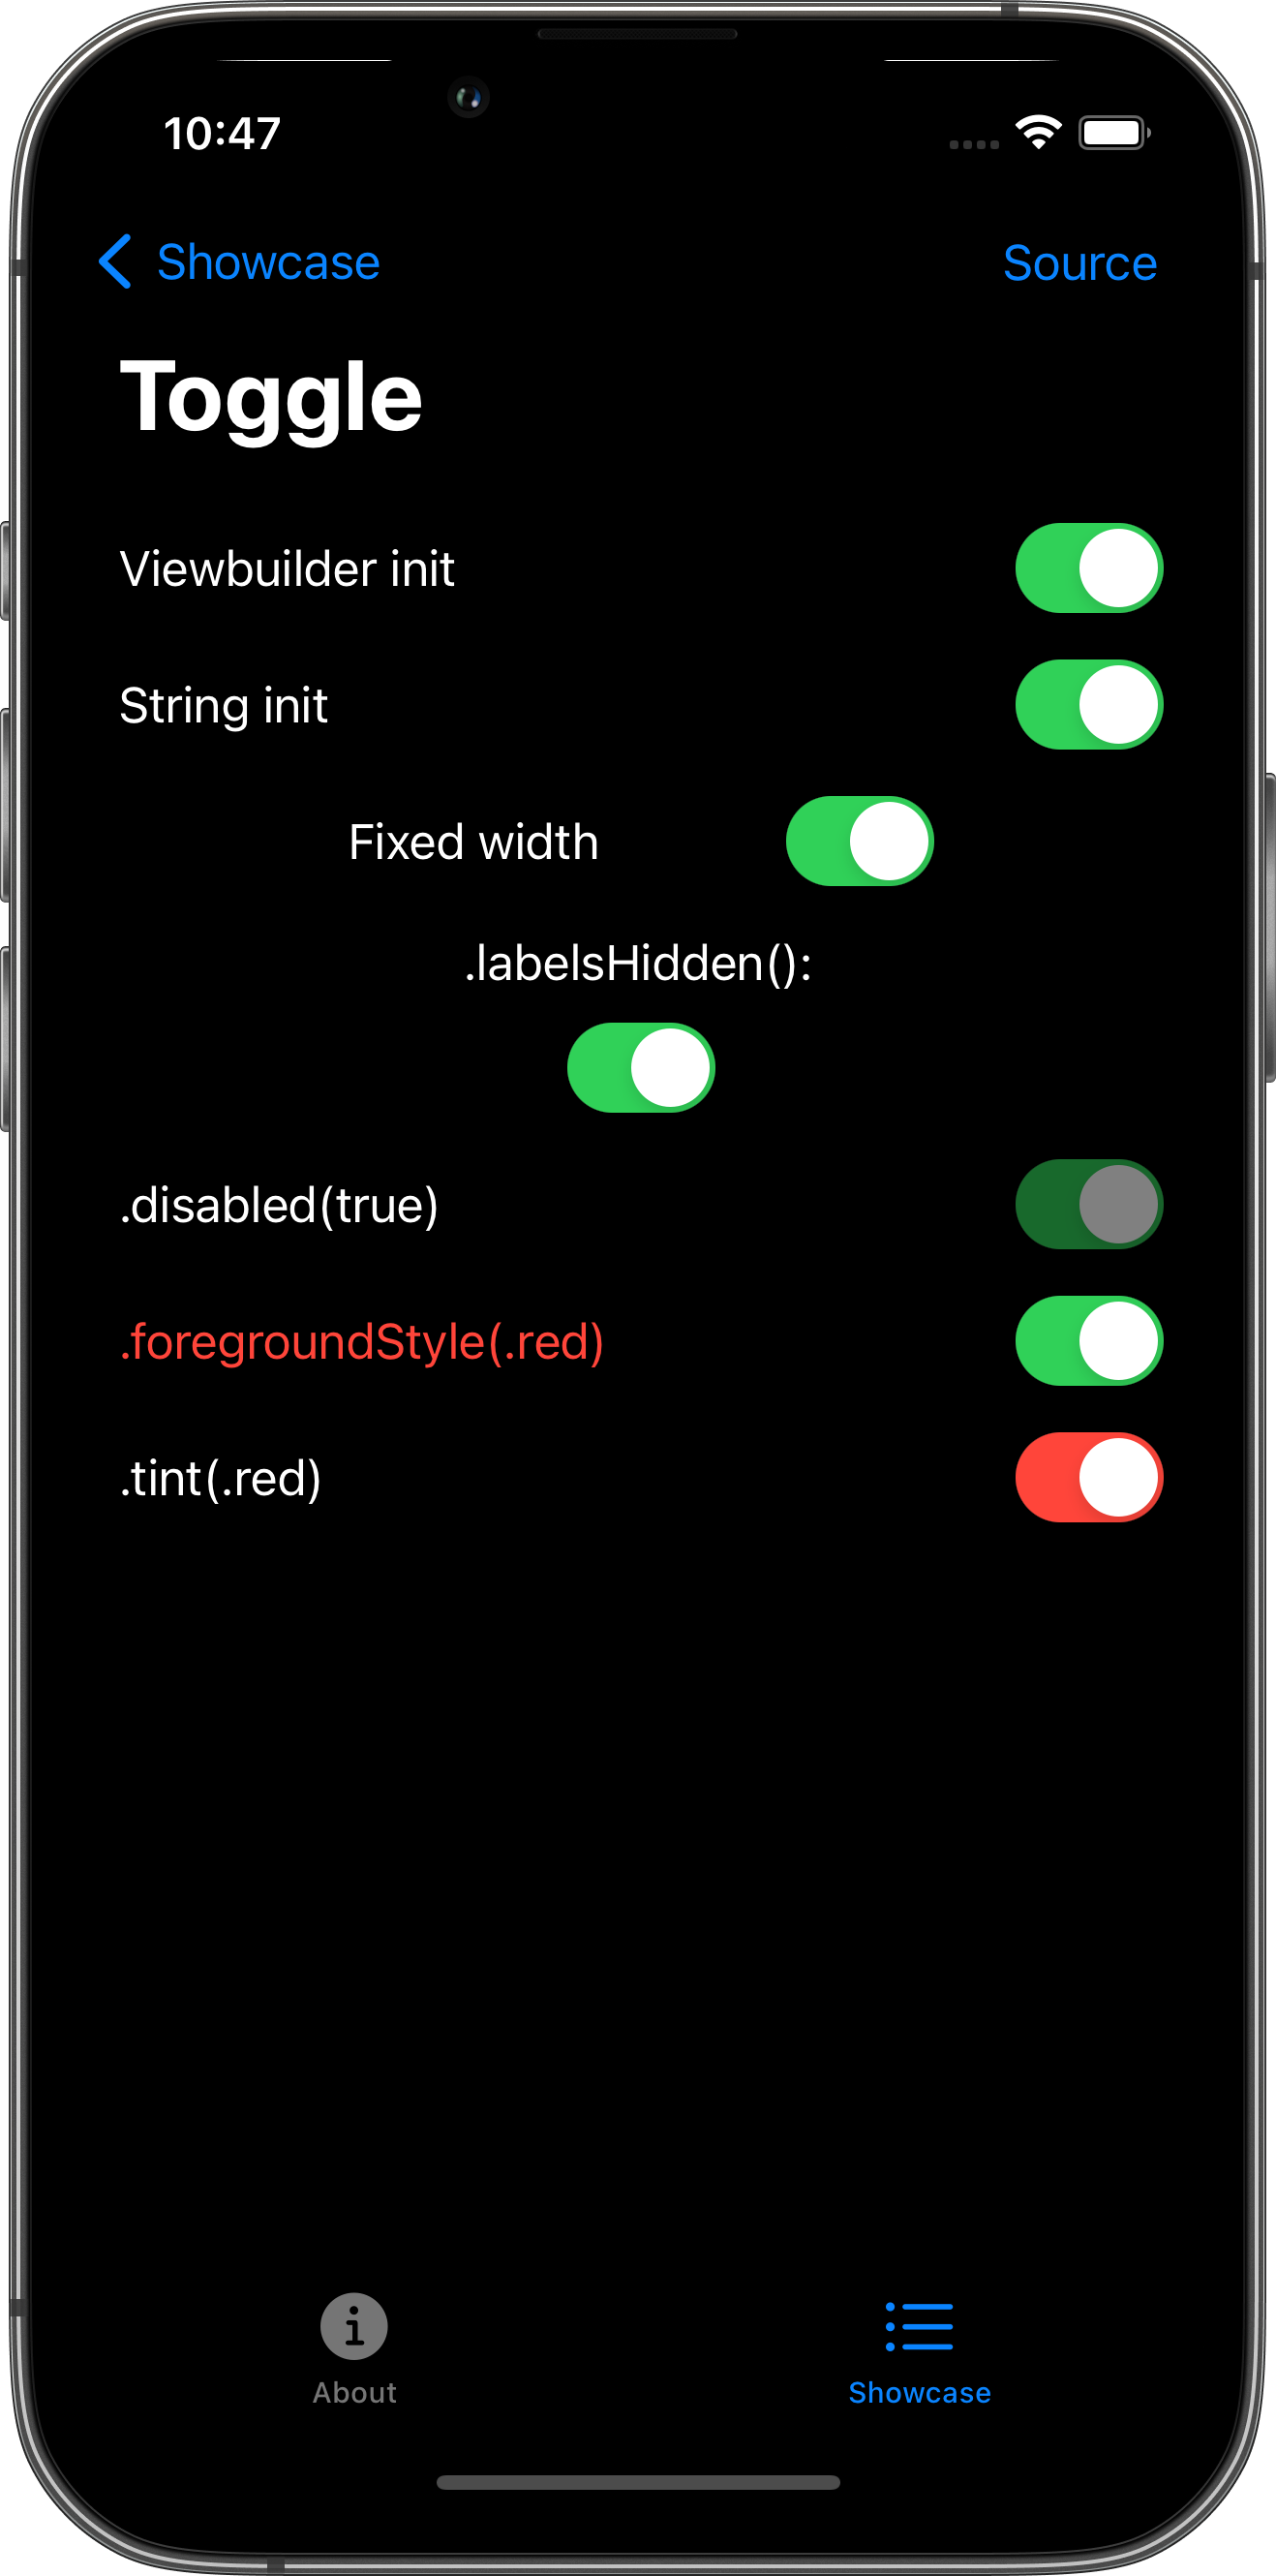 10:47
Showcase
Source
Toggle
Viewbuilder init
String init
Fixed width
.labelsHidden():
.disabled(true)
.foregroundStyle(.red)
.tint(.red)
About
Showcase